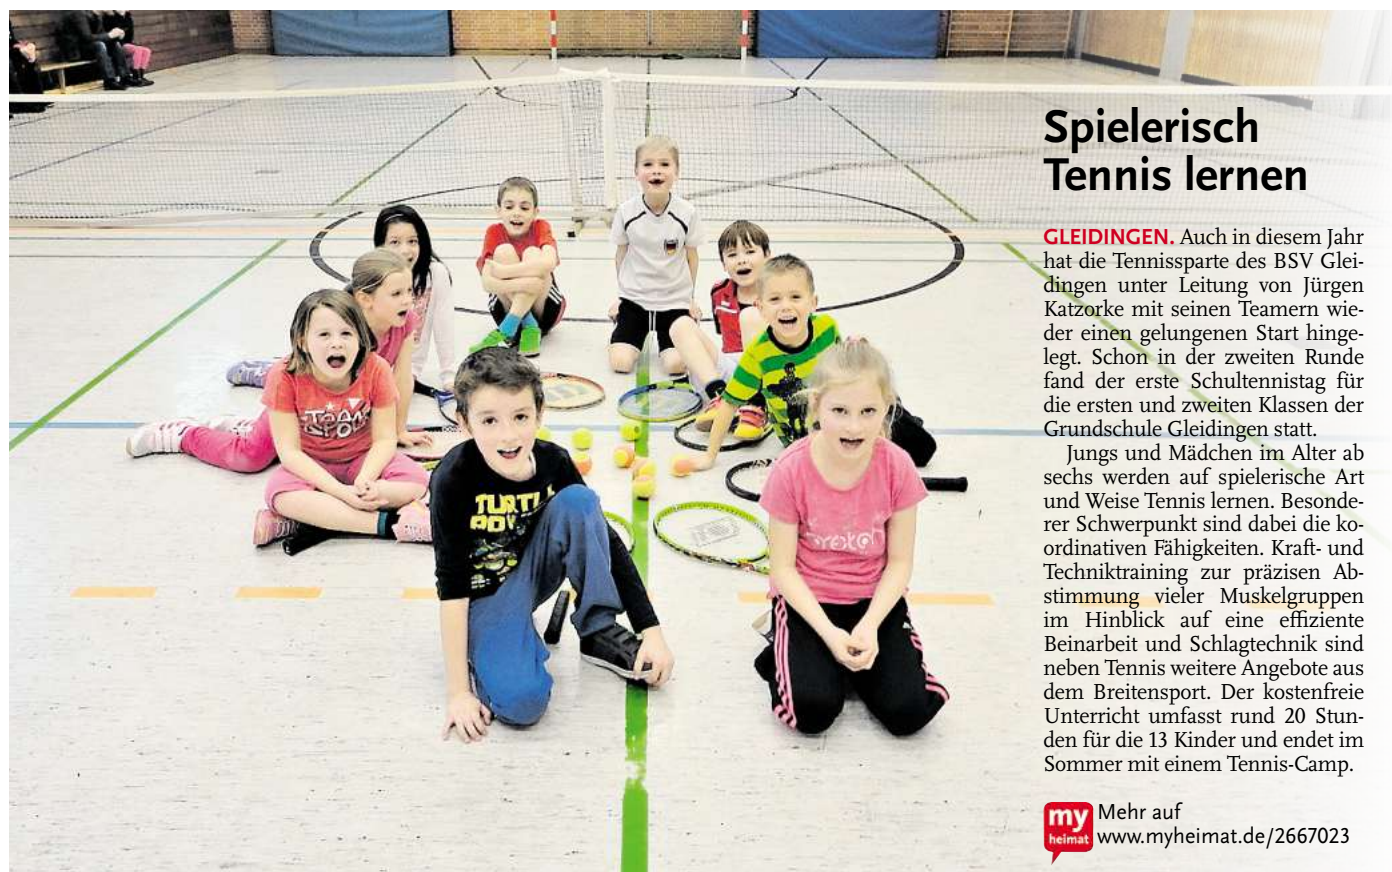 Spielerisch
Tennis lernen
GLEIDINGEN. Auch in diesem Jahr
hat die Tennissparte des BSV Glei-
dingen unter Leitung von Jürgen
Katzorke mit seinen Teamern wie-
der einen gelungenen Start hinge-
legt. Schon in der zweiten Runde
fand der erste Schultennistag für
die ersten und zweiten Klassen der
Grundschule Gleidingen statt.
Jungs und Mädchen im Alter ab
sechs werden auf spielerische Art
und Weise Tennis lernen. Besonde-
rer Schwerpunkt sind dabei die ko-
ordinativen Fähigkeiten. Kraft- und
Techniktraining zur präzisen Ab-
stimmung vieler Muskelgruppen
im Hinblick auf eine effiziente
Beinarbeit und Schlagtechnik sind
neben Tennis weitere Angebote aus
dem Breitensport. Der kostenfreie
Unterricht umfasst rund 20 Stun-
den für die 13 Kinder und endet im
Sommer mit einem Tennis-Camp.
my
heimat
Mehr auf
www.myheimat.de/2667023
TEAM
TURTLE